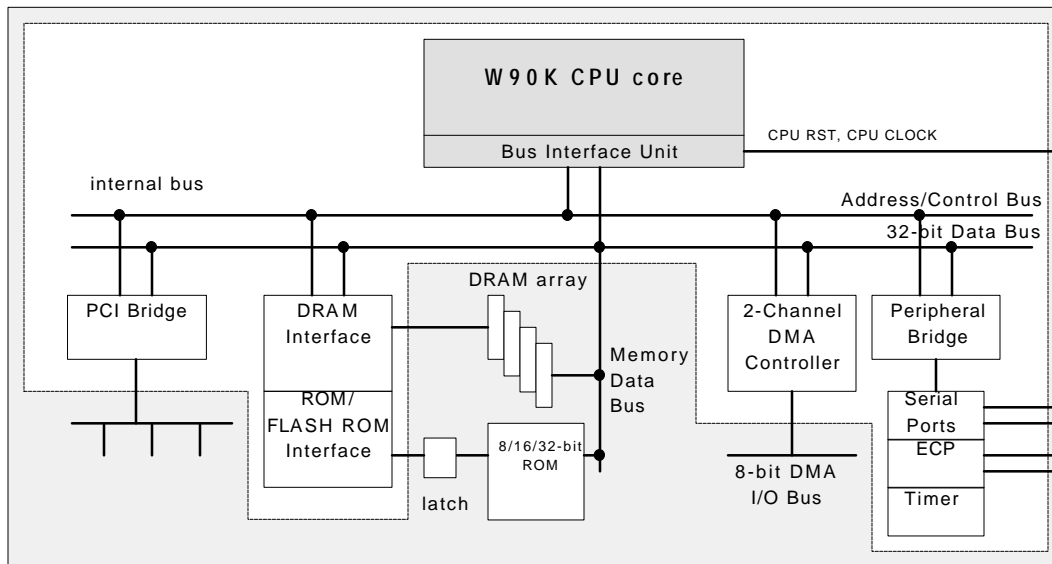 W90K CPU core
Bus Interface Unit
CPU RST, CPU CLOCK
internal bus
Address/Control Bus
32-bit Data Bus
DRAM array
PCI Bridge
DRAM
Interface
2-Channel
DMA
Controller
Peripheral
Bridge
Memory
Data
Bus
ROM/
FLASH ROM
Interface
Serial
Ports
8/16/32-bit
ROM
ECP
8-bit DMA
I/O Bus
latch
Timer